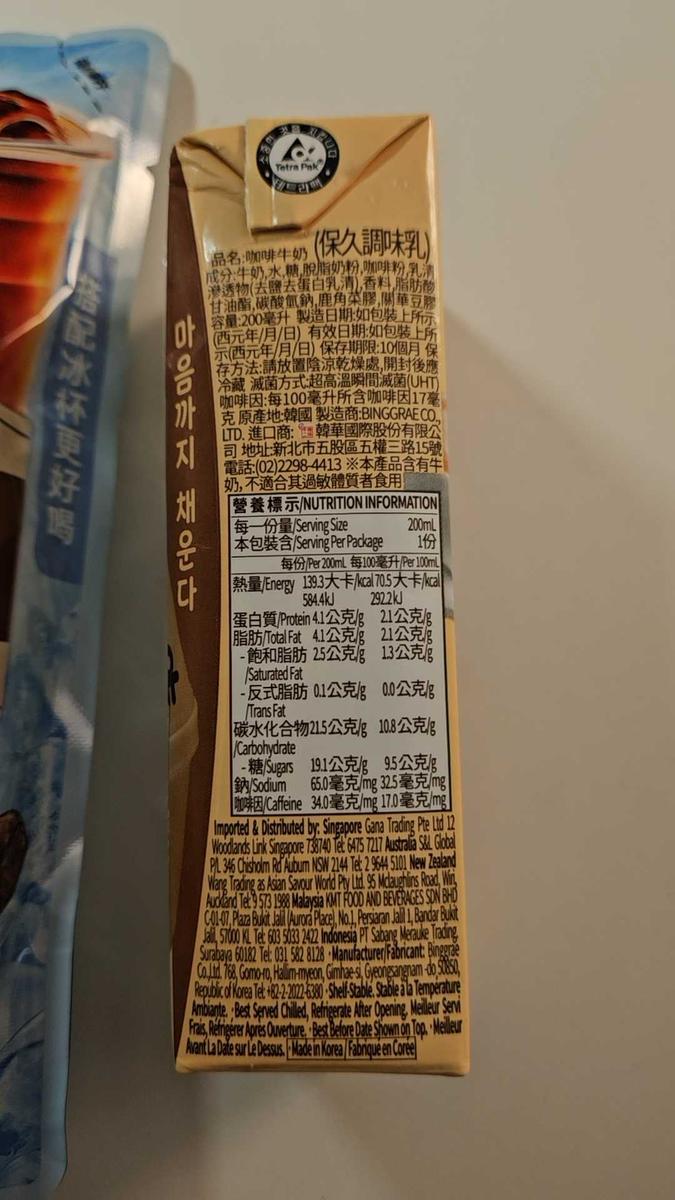 搭配冰杯更好喝
소중한 것을 지킵니다
Tetra Pak®
테트라팩
마음까지 채운다
品名:咖啡牛奶 (保久調味乳)
成分:牛奶,水,糖,脫脂奶粉,咖啡粉,乳清
滲透物(去鹽去蛋白乳清),香料,脂肪酸
甘油酯,碳酸氫鈉,鹿角菜膠,關華豆膠
容量:200毫升 製造日期:如包裝上所示
(西元年/月/日) 有效日期:如包裝上所
示(西元年/月/日) 保存期限:10個月 保
存方法:請放置陰涼乾燥處,開封後應
冷藏 滅菌方式:超高溫瞬間滅菌(UHT)
咖啡因:每100毫升所含咖啡因17毫
克 原產地:韓國 製造商:BINGGRAE CO.,
LTD. 進口商: 韓華國際股份有限公
司 地址:新北市五股區五權三路15號
電話:(02)2298-4413 ※本產品含有牛
奶, 不適合其過敏體質者食用
營養標示/NUTRITION INFORMATION
每一份量/Serving Size 200mL
本包裝含/Serving Per Package 1份
每份/Per 200mL 每100毫升/Per 100mL
熱量/Energy 139.3大卡/kcal 70.5大卡/kcal
584.4kJ 292.2kJ
蛋白質/Protein 4.1公克/g 2.1公克/g
脂肪/Total Fat 4.1公克/g 2.1公克/g
- 飽和脂肪 2.5公克/g 1.3公克/g
/Saturated Fat
- 反式脂肪 0.1公克/g 0.0公克/g
/Trans Fat
碳水化合物 21.5公克/g 10.8公克/g
/Carbohydrate
- 糖/Sugars 19.1公克/g 9.5公克/g
鈉/Sodium 65.0毫克/mg 32.5毫克/mg
咖啡因/Caffeine 34.0毫克/mg 17.0毫克/mg
Imported & Distributed by: Singapore Gana Trading Pte Ltd 12
Woodlands Link Singapore 738740 Tel: 6475 7217 Australia S&L Global
P/L 346 Chisholm Rd Auburn NSW 2144 Tel: 2 9644 5101 New Zealand
Wang Trading as Asian Savour World Pty Ltd. 95 Mclaughlins Road, Wiri,
Auckland Tel: 9 573 1988 Malaysia KMT FOOD AND BEVERAGES SDN BHD
C-01-07, Plaza Bukit Jalil (Aurora Place), No.1, Persiaran Jalil 1, Bandar Bukit
Jalil, 57000 KL Tel: 603 5033 2422 Indonesia PT Sabang Merauke Trading,
Surabaya 60182 Tel: 031 582 8128 · Manufacturer/Fabricant: Binggrae
Co.,Ltd. 768, Gomo-ro, Hallim-myeon, Gimhae-si, Gyeongsangnam-do, 50850,
Republic of Korea Tel: +82-2-2022-6380 · Shelf-Stable. Stable à la Température
Ambiante. · Best Served Chilled, Refrigerate After Opening. Meilleur Servi
Frais, Réfrigérer Après Ouverture. · Best Before Date Shown on Top. · Meilleur
Avant La Date sur Le Dessus. · Made in Korea / Fabriqué en Corée